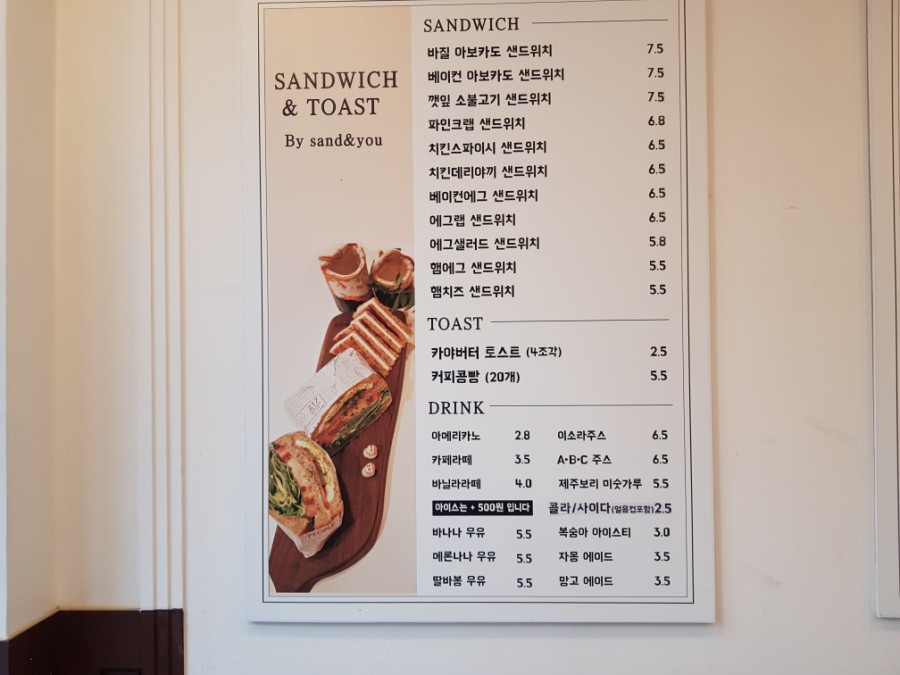 SANDWICH
& TOAST
By sand&you
SANDWICH
바질 아보카도 샌드위치 7.5
베이컨 아보카도 샌드위치 7.5
깻잎 소불고기 샌드위치 7.5
파인크랩 샌드위치 6.8
치킨스파이시 샌드위치 6.5
치킨데리야끼 샌드위치 6.5
베이컨에그 샌드위치 6.5
에그랩 샌드위치 6.5
에그샐러드 샌드위치 5.8
햄에그 샌드위치 5.5
햄치즈 샌드위치 5.5
TOAST
카야버터 토스트 (4조각) 2.5
커피콩빵 (20개) 5.5
DRINK
아메리카노 2.8
카페라떼 3.5
바닐라라떼 4.0
아이스는 + 500원 입니다
바나나 우유 5.5
메론나나 우유 5.5
딸바봉 우유 5.5
이소라주스 6.5
A·B·C 주스 6.5
제주보리 미숫가루 5.5
콜라/사이다(얼음컵포함) 2.5
복숭아 아이스티 3.0
자몽 에이드 3.5
망고 에이드 3.5